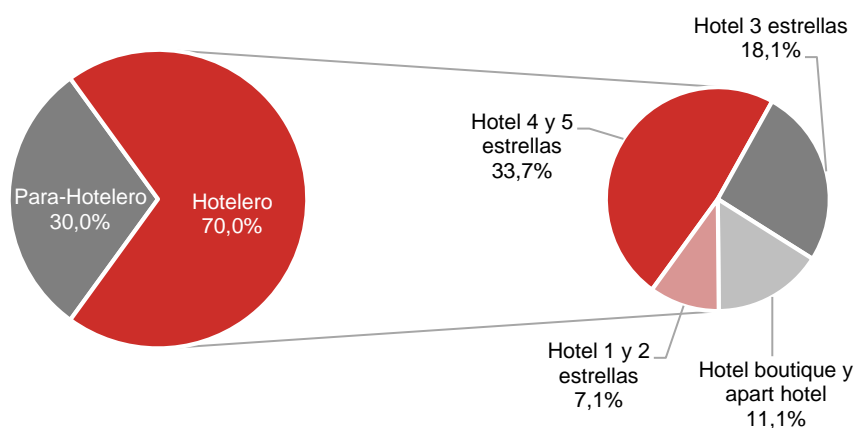 Para-Hotelero
30,0%
Hotelero
70,0%
Hotel 4 y 5
estrellas
33,7%
Hotel 3 estrellas
18,1%
Hotel 1 y 2
estrellas
7,1%
Hotel boutique y
apart hotel
11,1%